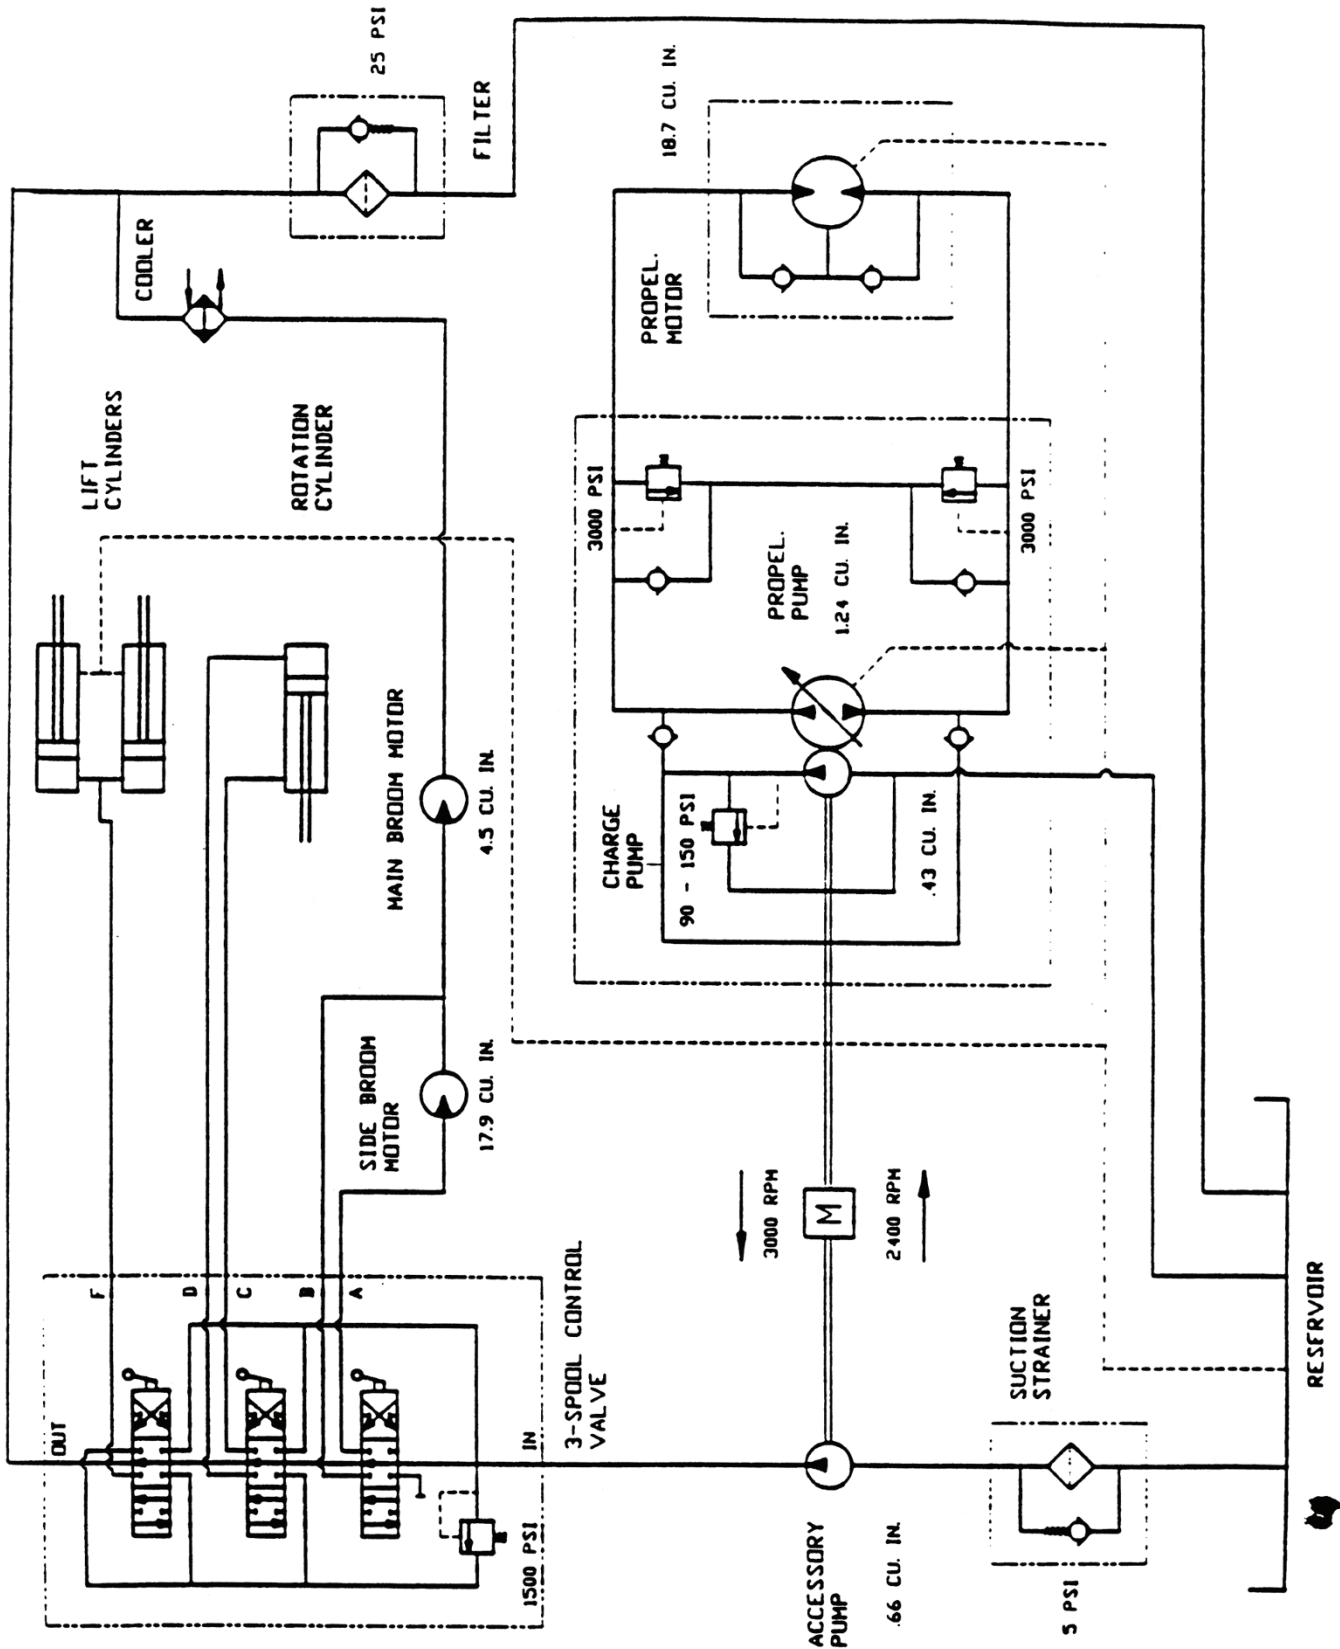 25 PSI
FILTER
COOLER
LIFT
CYLINDERS
ROTATION
CYLINDER
18.7 CU. IN.
PROPEL.
MOTOR
3000 PSI
3000 PSI
PROPEL.
PUMP
1.24 CU. IN.
MAIN BROOM MOTOR
4.5 CU. IN.
CHARGE
PUMP
90 - 150 PSI
.43 CU. IN.
SIDE BROOM
MOTOR
17.9 CU. IN.
F
D
C
B
A
OUT
IN
3-SPOOL CONTROL
VALVE
1500 PSI
3000 RPM
M
2400 RPM
ACCESSORY
PUMP
.66 CU. IN.
SUCTION
STRAINER
5 PSI
RESERVOIR